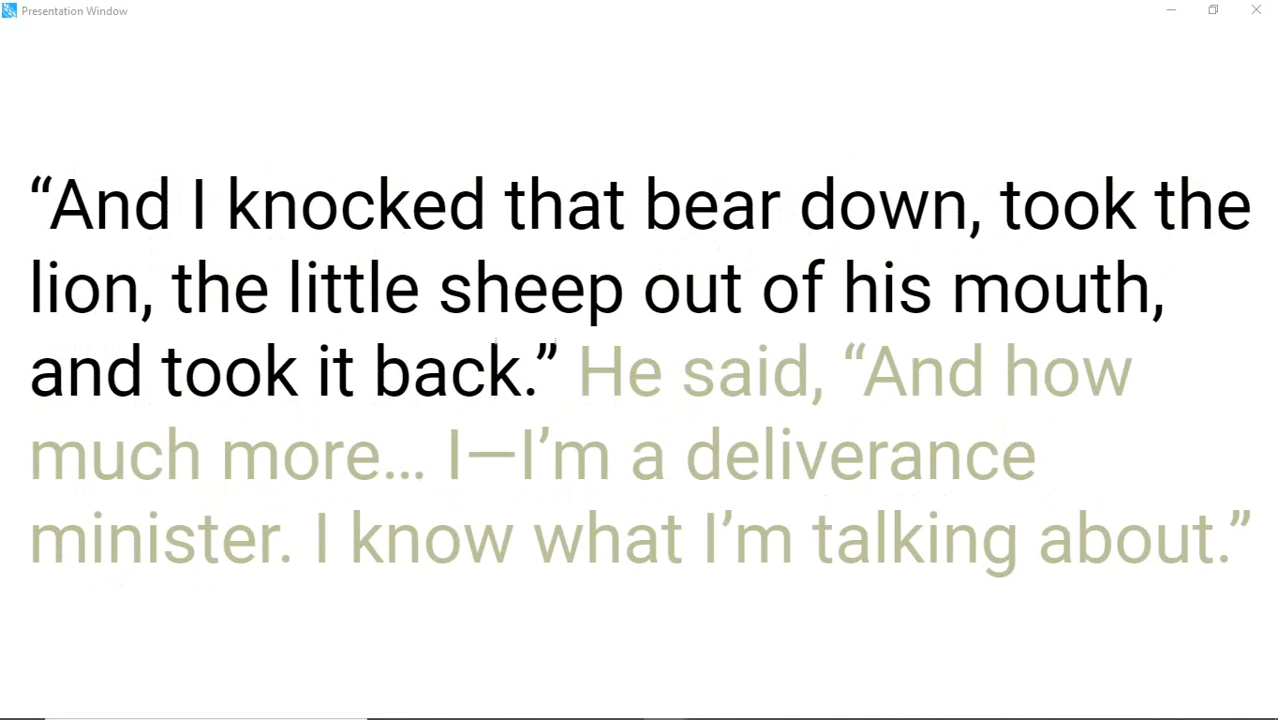 Presentation Window
“And I knocked that bear down, took the
lion, the little sheep out of his mouth,
and took it back.” He said, “And how
much more... I—I’m a deliverance
minister. I know what I’m talking about.”